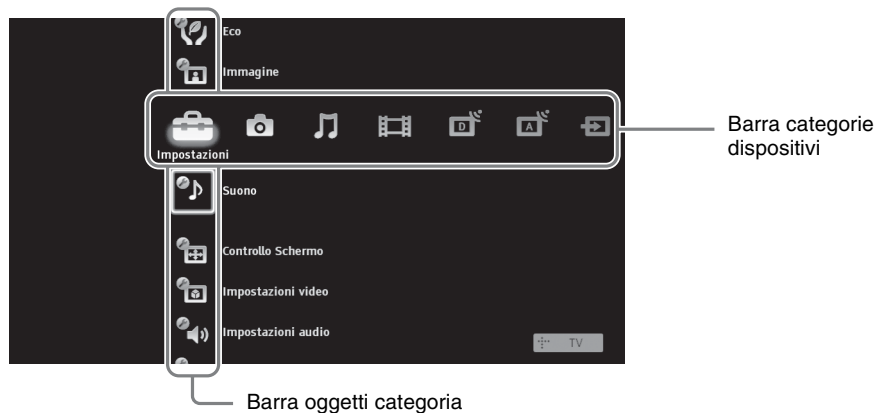 Eco
Immagine
Impostazioni
Barra categorie
dispositivi
Suono
Controllo Schermo
Impostazioni video
Impostazioni audio
TV
Barra oggetti categoria